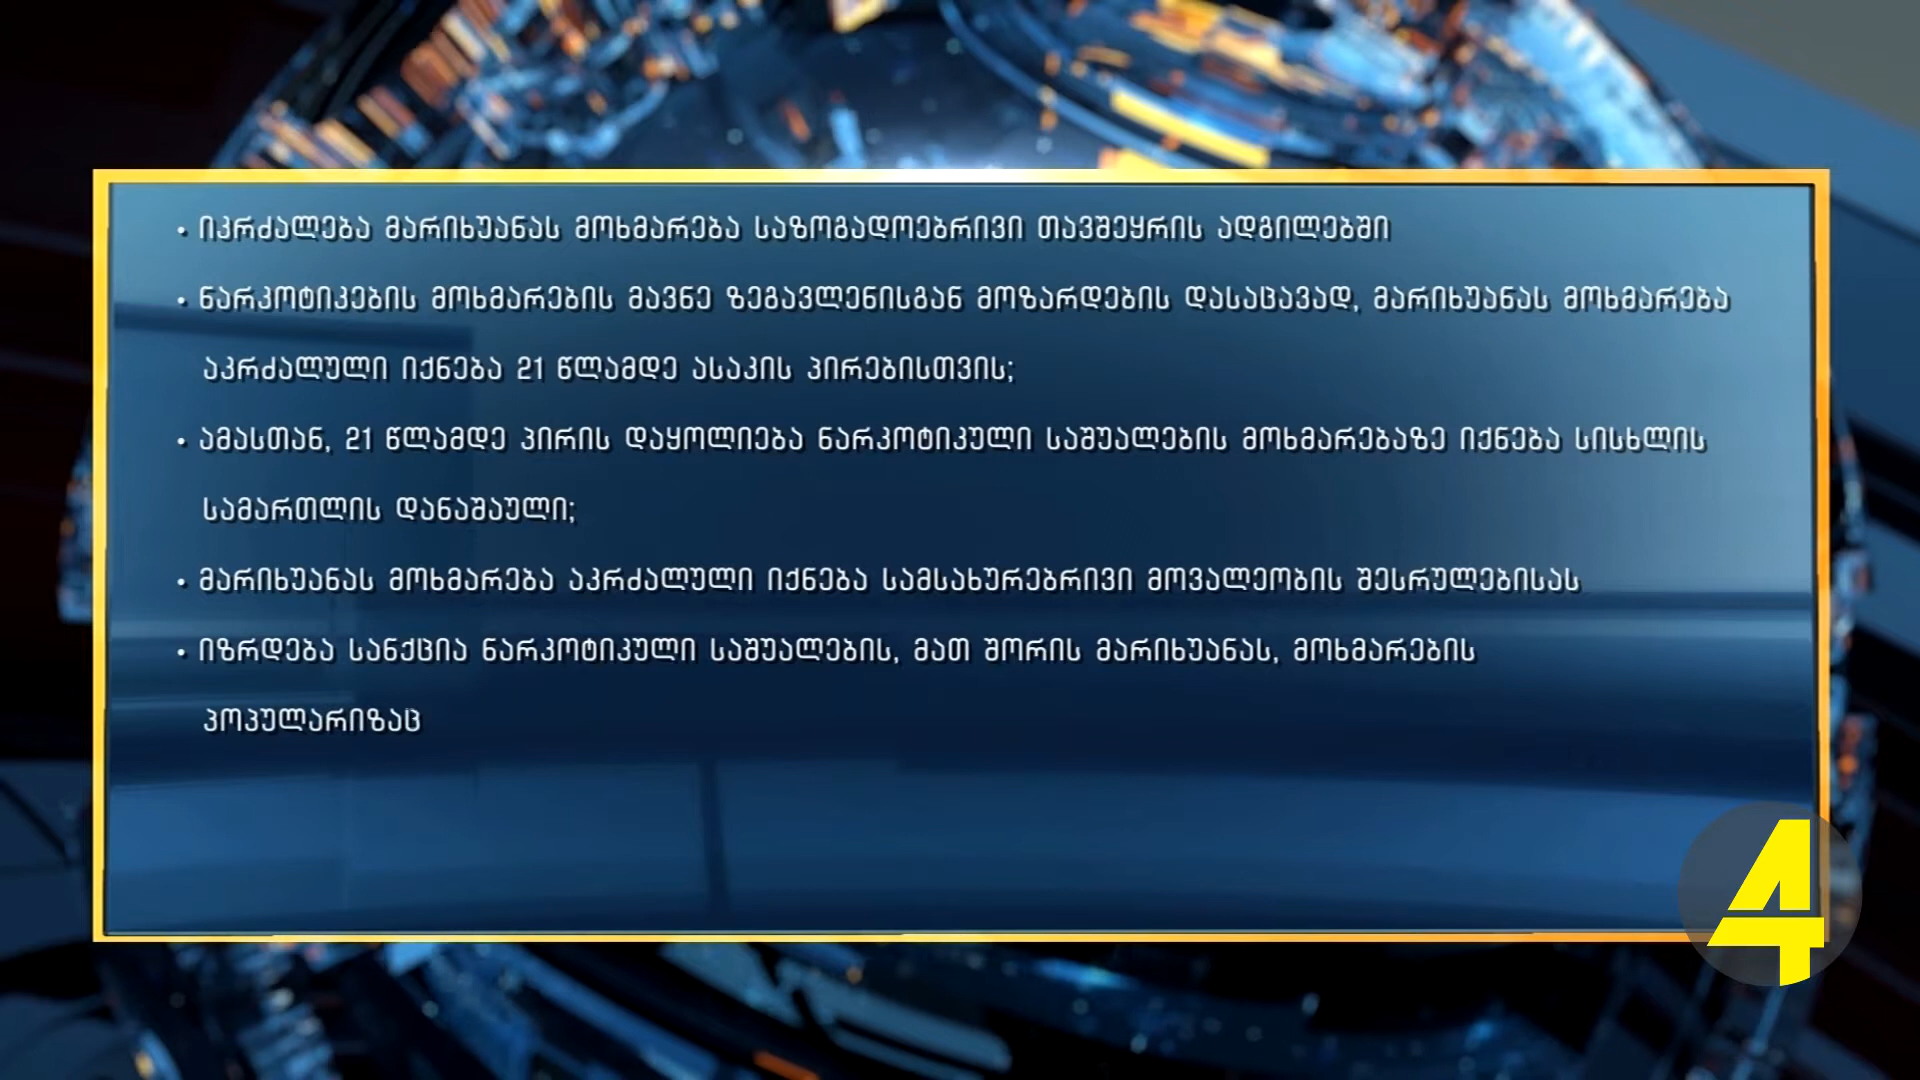 • იკრძალება მარიხუანას მოხმარება საზოგადოებრივი თავშეყრის ადგილებში
• ნარკოტიკების მოხმარების მავნე ზეგავლენისგან მოზარდების დასაცავად, მარიხუანას მოხმარება
აკრძალული იქნება 21 წლამდე ასაკის პირებისთვის;
• ამასთან, 21 წლამდე პირის დაყოლიება ნარკოტიკული საშუალების მოხმარებაზე იქნება სისხლის
სამართლის დანაშაული;
• მარიხუანას მოხმარება აკრძალული იქნება სამსახურებრივი მოვალეობის შესრულებისას
• იზრდება სანქცია ნარკოტიკული საშუალების, მათ შორის მარიხუანას, მოხმარების
პოპულარიზაც
4